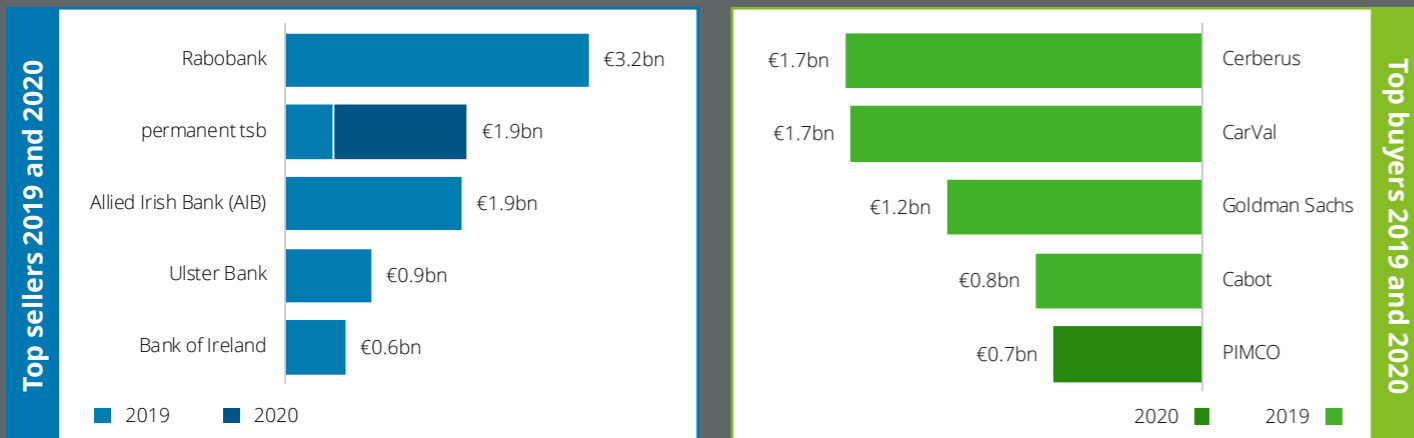 Top sellers 2019 and 2020
Rabobank
€3.2bn
permanent tsb
€1.9bn
Allied Irish Bank (AIB)
€1.9bn
Ulster Bank
€0.9bn
Bank of Ireland
€0.6bn
2019
2020
Top buyers 2019 and 2020
€1.7bn
Cerberus
€1.7bn
CarVal
€1.2bn
Goldman Sachs
€0.8bn
Cabot
€0.7bn
PIMCO
2020
2019